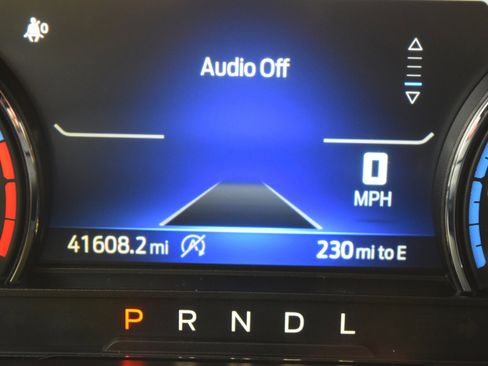 Audio Off
0
MPH
41608.2 mi
230 mi to E
P R N D L